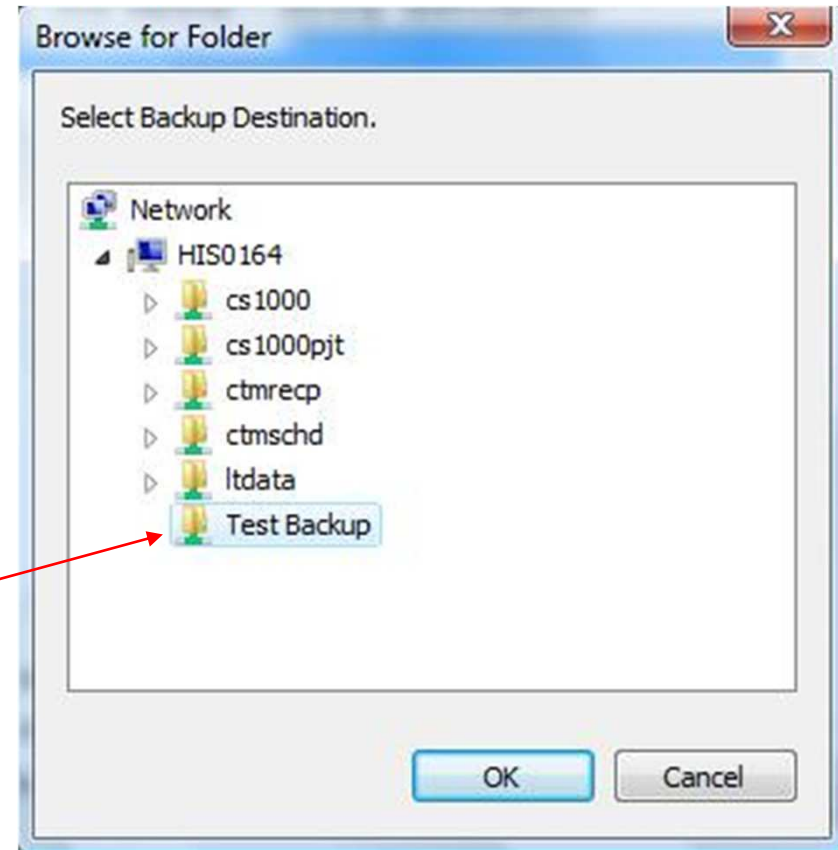 Browse for Folder
Select Backup Destination.
Network
HIS0164
cs1000
cs1000pjt
ctmrecp
ctmschd
ltdata
Test Backup
OK
Cancel